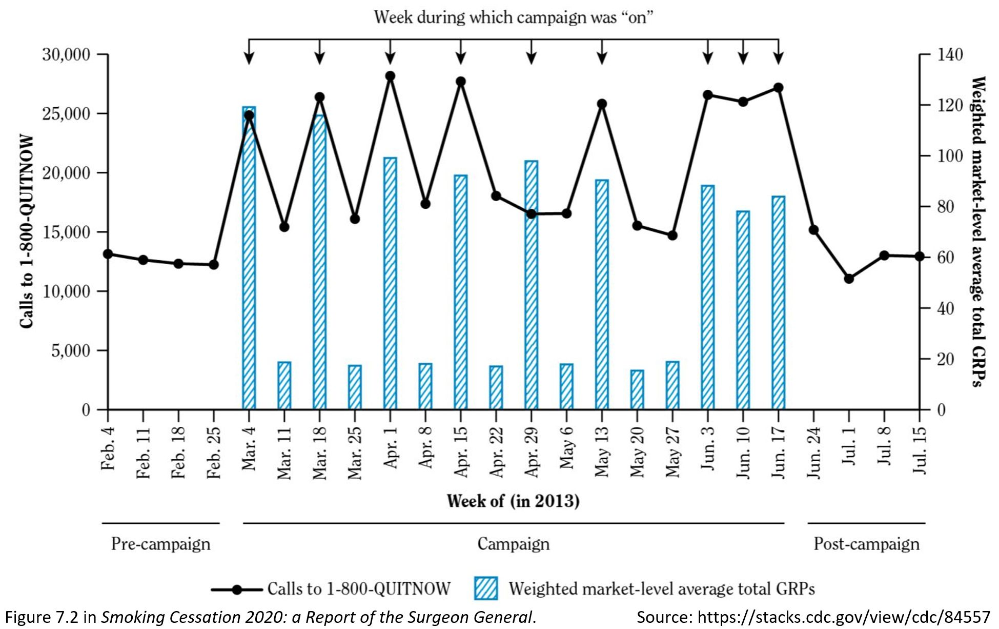 Week during which campaign was “on”
30,000
25,000
20,000
15,000
10,000
5,000
0
Calls to 1-800-QUITNOW
140
120
100
80
60
40
20
0
Weighted market-level average total GRPs
Feb. 4
Feb. 11
Feb. 18
Feb. 25
Mar. 4
Mar. 11
Mar. 18
Mar. 25
Apr. 1
Apr. 8
Apr. 15
Apr. 22
Apr. 29
May 6
May 13
May 20
May 27
Jun. 3
Jun. 10
Jun. 17
Jun. 24
Jul. 1
Jul. 8
Jul. 15
Week of (in 2013)
Pre-campaign
Campaign
Post-campaign
Calls to 1-800-QUITNOW
Weighted market-level average total GRPs
Figure 7.2 in Smoking Cessation 2020: a Report of the Surgeon General.
Source: https://stacks.cdc.gov/view/cdc/84557